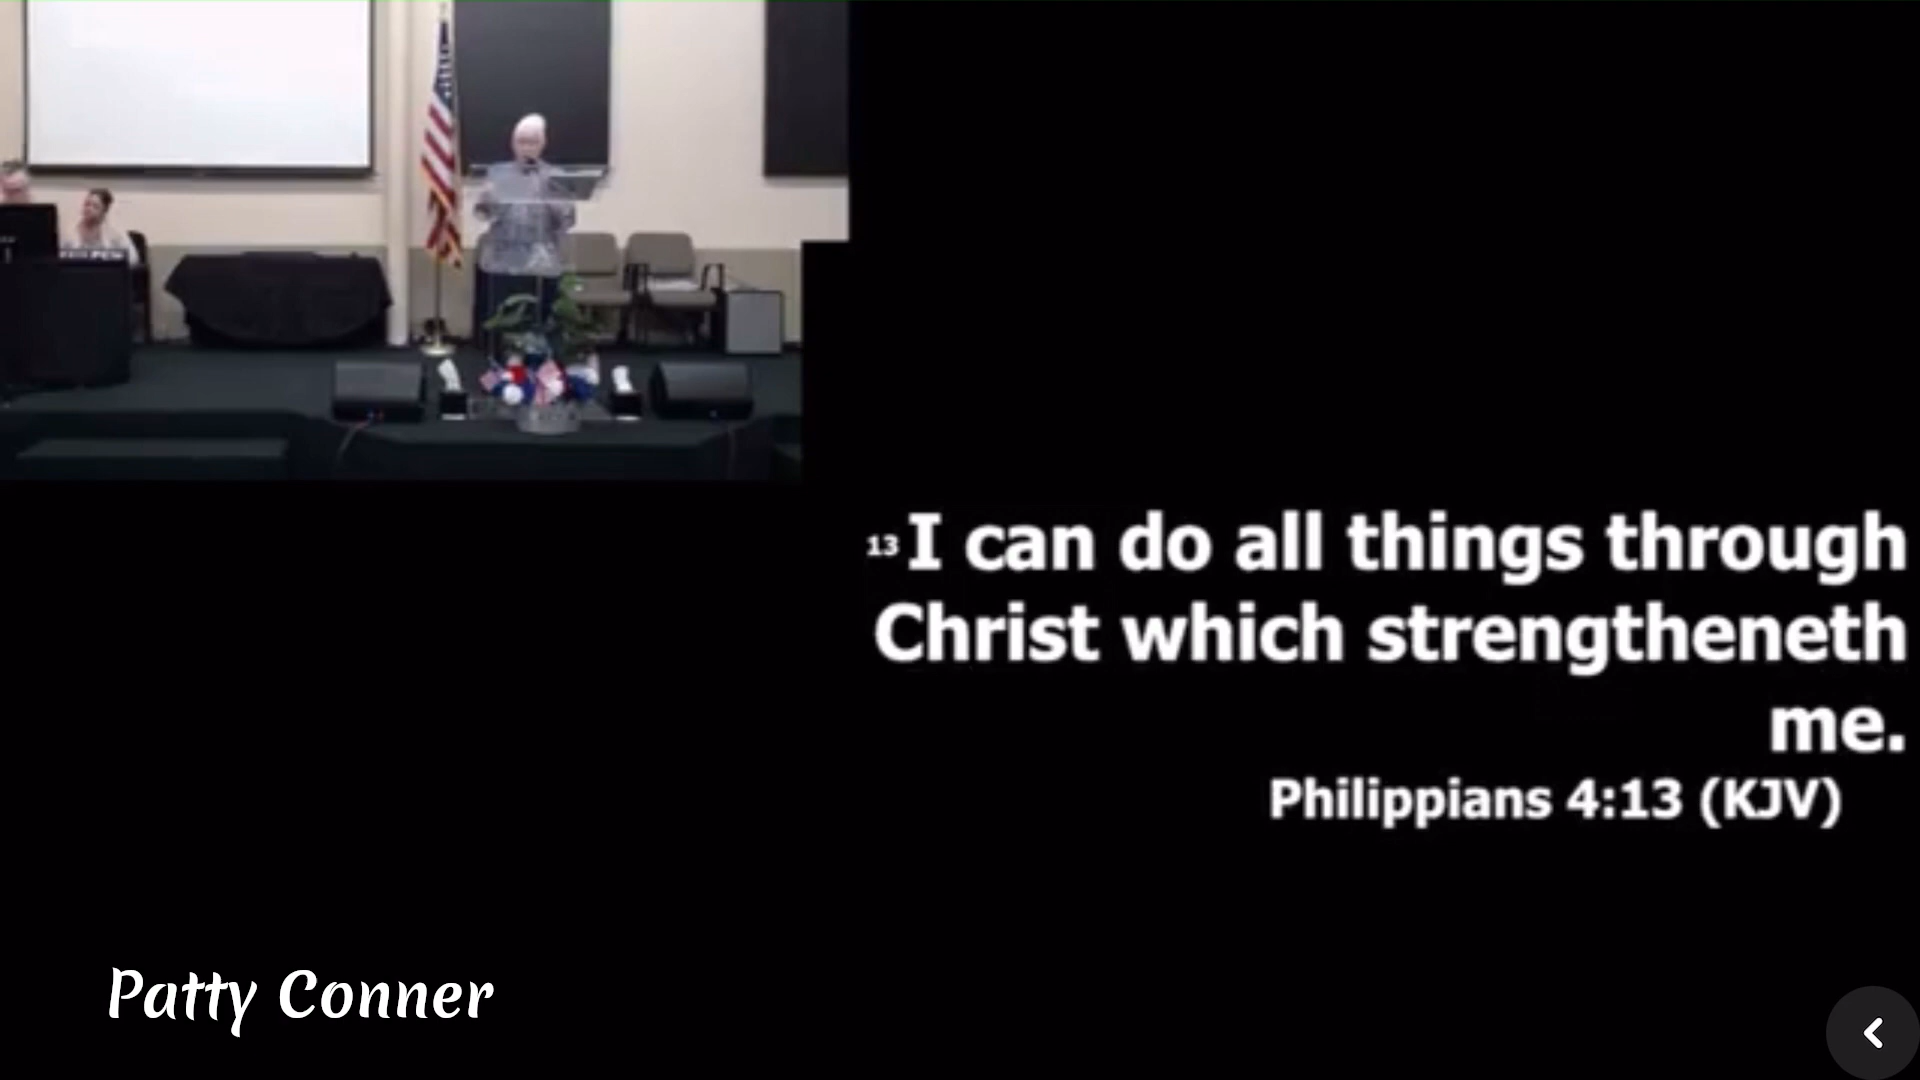 13 I can do all things through
Christ which strengtheneth
me.
Philippians 4:13 (KJV)
Patty Conner